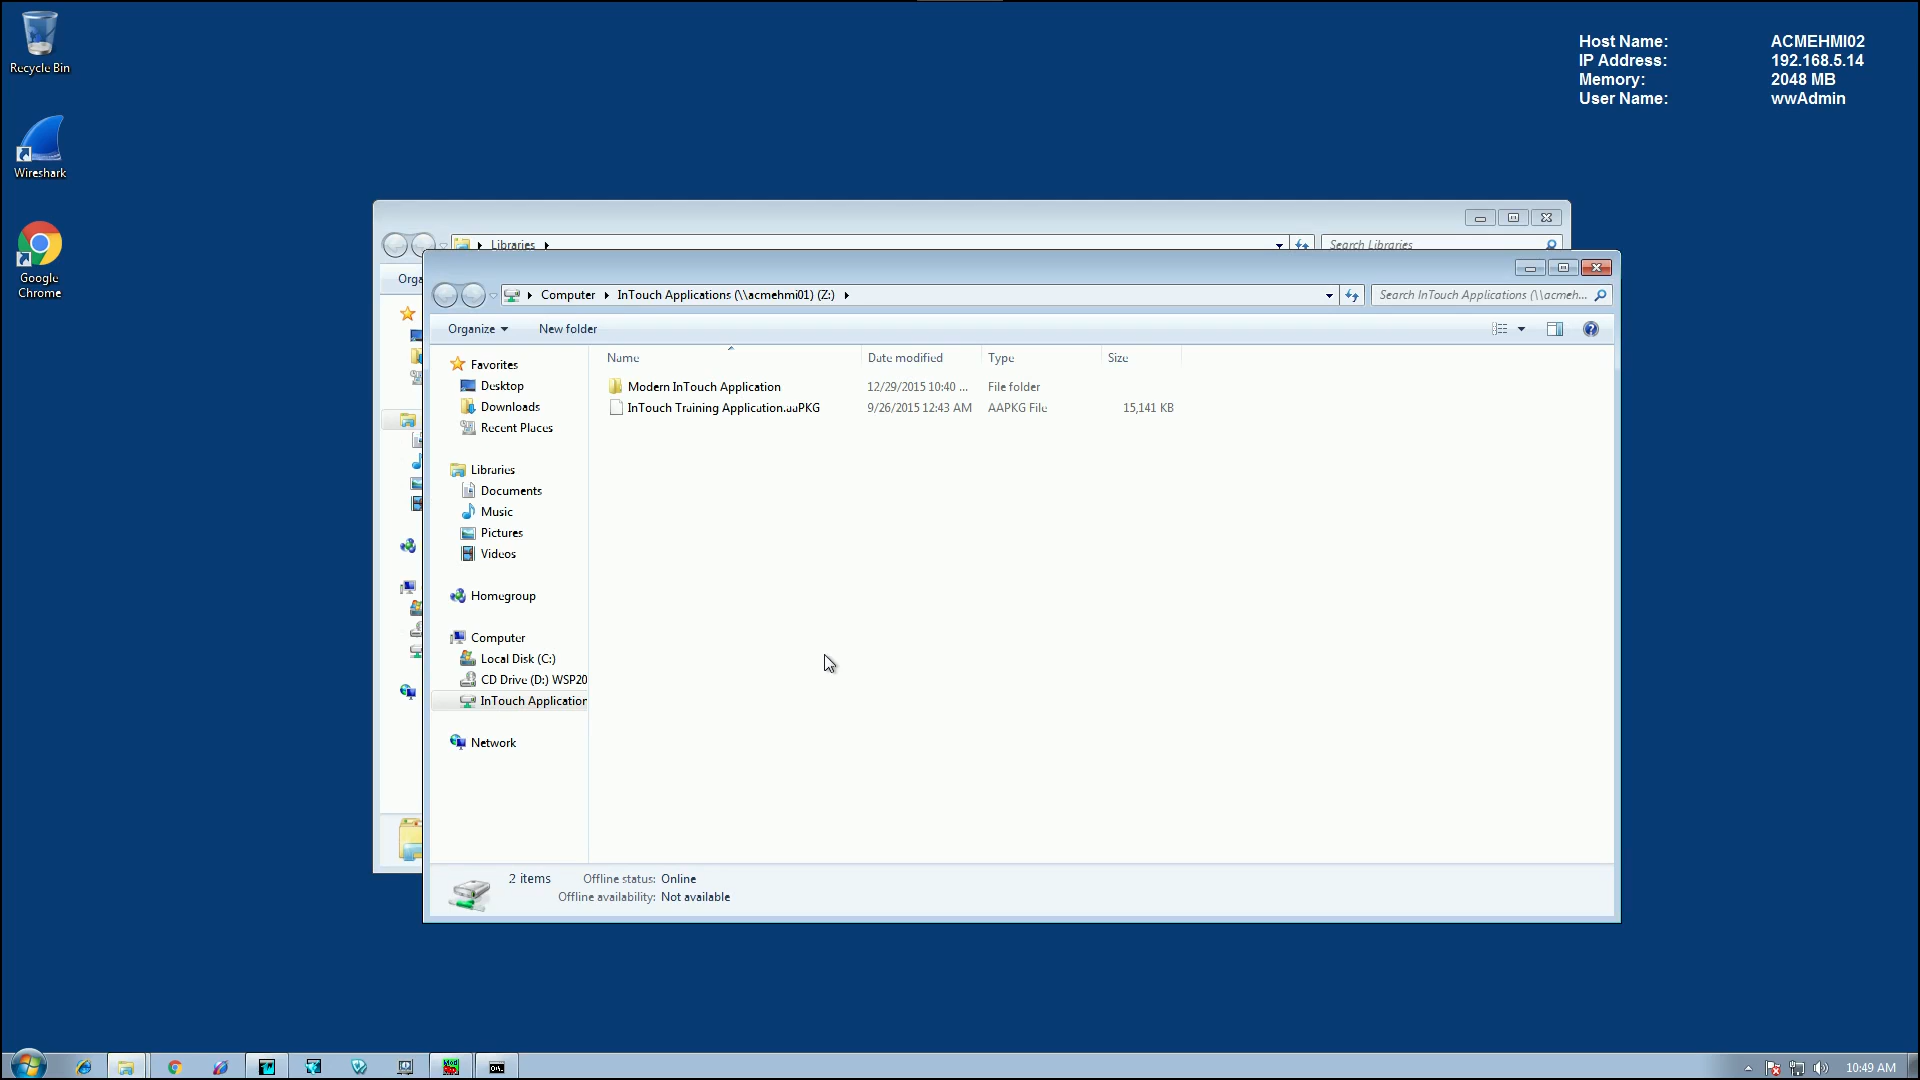 Recycle Bin
Wireshark
Google
Chrome
Host Name: ACMEHMI02
IP Address: 192.168.5.14
Memory: 2048 MB
User Name: wwAdmin
Libraries
Search Libraries
Orga
Computer InTouch Applications (\\acmehmi01) (Z:)
Search InTouch Applications (\\acmeh...
Organize New folder
Name Date modified Type Size
Modern InTouch Application 12/29/2015 10:40 ... File folder
InTouch Training Application.aaPKG 9/26/2015 12:43 AM AAPKG File 15,141 KB
Favorites
Desktop
Downloads
Recent Places
Libraries
Documents
Music
Pictures
Videos
Homegroup
Computer
Local Disk (C:)
CD Drive (D:) WSP20
InTouch Application
Network
2 items Offline status: Online
Offline availability: Not available
10:49 AM